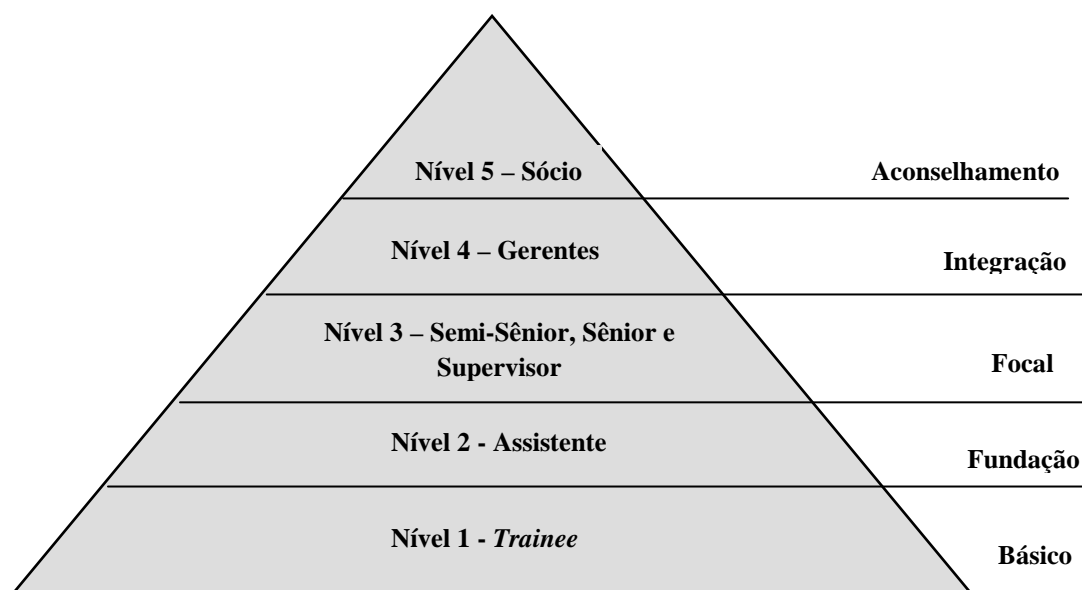 Nível 5 – Sócio
Aconselhamento
Nível 4 – Gerentes
Integração
Nível 3 – Semi-Sênior, Sênior e
Supervisor
Focal
Nível 2 - Assistente
Fundação
Nível 1 - Trainee
Básico